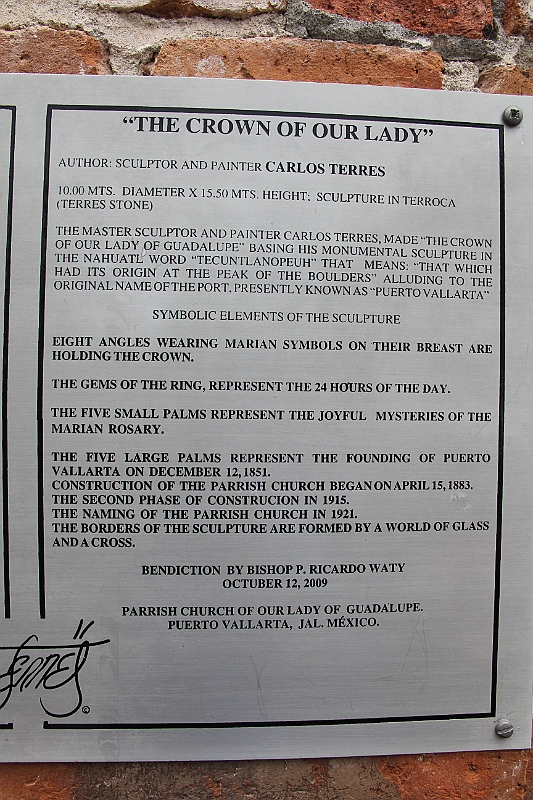 “THE CROWN OF OUR LADY”
AUTHOR: SCULPTOR AND PAINTER CARLOS TERRES
10.00 MTS. DIAMETER X 15.50 MTS. HEIGHT; SCULPTURE IN TERROCA
(TERRES STONE)
THE MASTER SCULPTOR AND PAINTER CARLOS TERRES, MADE “THE CROWN
OF OUR LADY OF GUADALUPE” BASING HIS MONUMENTAL SCULPTURE IN
THE NAHUATL WORD “TECUNTLANOPEUH” THAT MEANS: “THAT WHICH
HAD ITS ORIGIN AT THE PEAK OF THE BOULDERS” ALLUDING TO THE
ORIGINAL NAME OF THE PORT, PRESENTLY KNOWN AS “PUERTO VALLARTA”
SYMBOLIC ELEMENTS OF THE SCULPTURE
EIGHT ANGLES WEARING MARIAN SYMBOLS ON THEIR BREAST ARE
HOLDING THE CROWN.
THE GEMS OF THE RING, REPRESENT THE 24 HOURS OF THE DAY.
THE FIVE SMALL PALMS REPRESENT THE JOYFUL MYSTERIES OF THE
MARIAN ROSARY.
THE FIVE LARGE PALMS REPRESENT THE FOUNDING OF PUERTO
VALLARTA ON DECEMBER 12, 1851.
CONSTRUCTION OF THE PARRISH CHURCH BEGAN ON APRIL 15, 1883.
THE SECOND PHASE OF CONSTRUCION IN 1915.
THE NAMING OF THE PARRISH CHURCH IN 1921.
THE BORDERS OF THE SCULPTURE ARE FORMED BY A WORLD OF GLASS
AND A CROSS.
BENDICTION BY BISHOP P. RICARDO WATY
OCTUBER 12, 2009
PARRISH CHURCH OF OUR LADY OF GUADALUPE.
PUERTO VALLARTA, JAL. MÉXICO.
©